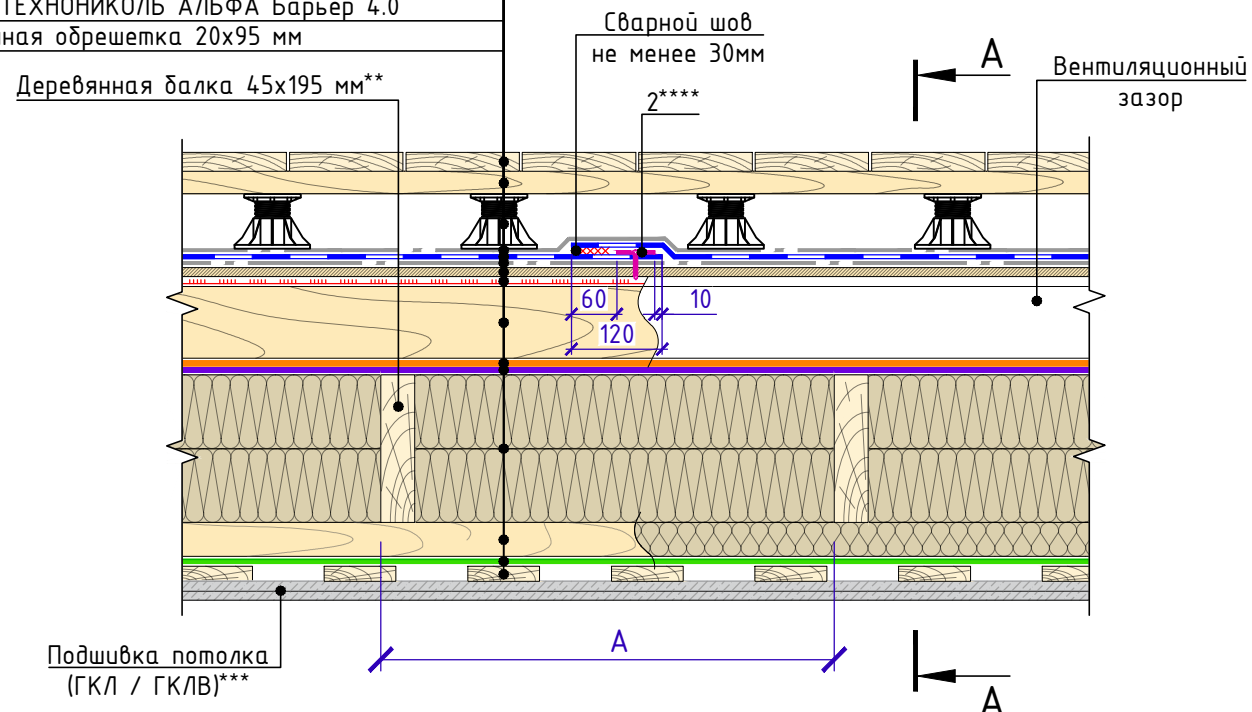 ТЕХНОНИКОЛЬ АЛЬФА Барьер 4.0
обрешетка 20х95 мм
Деревянная балка 45х195 мм**
Сварной шов
не менее 30мм
2****
А
Вентиляционный
зазор
60
10
120
А
Подшивка потолка
(ГКЛ / ГКЛВ)***
А